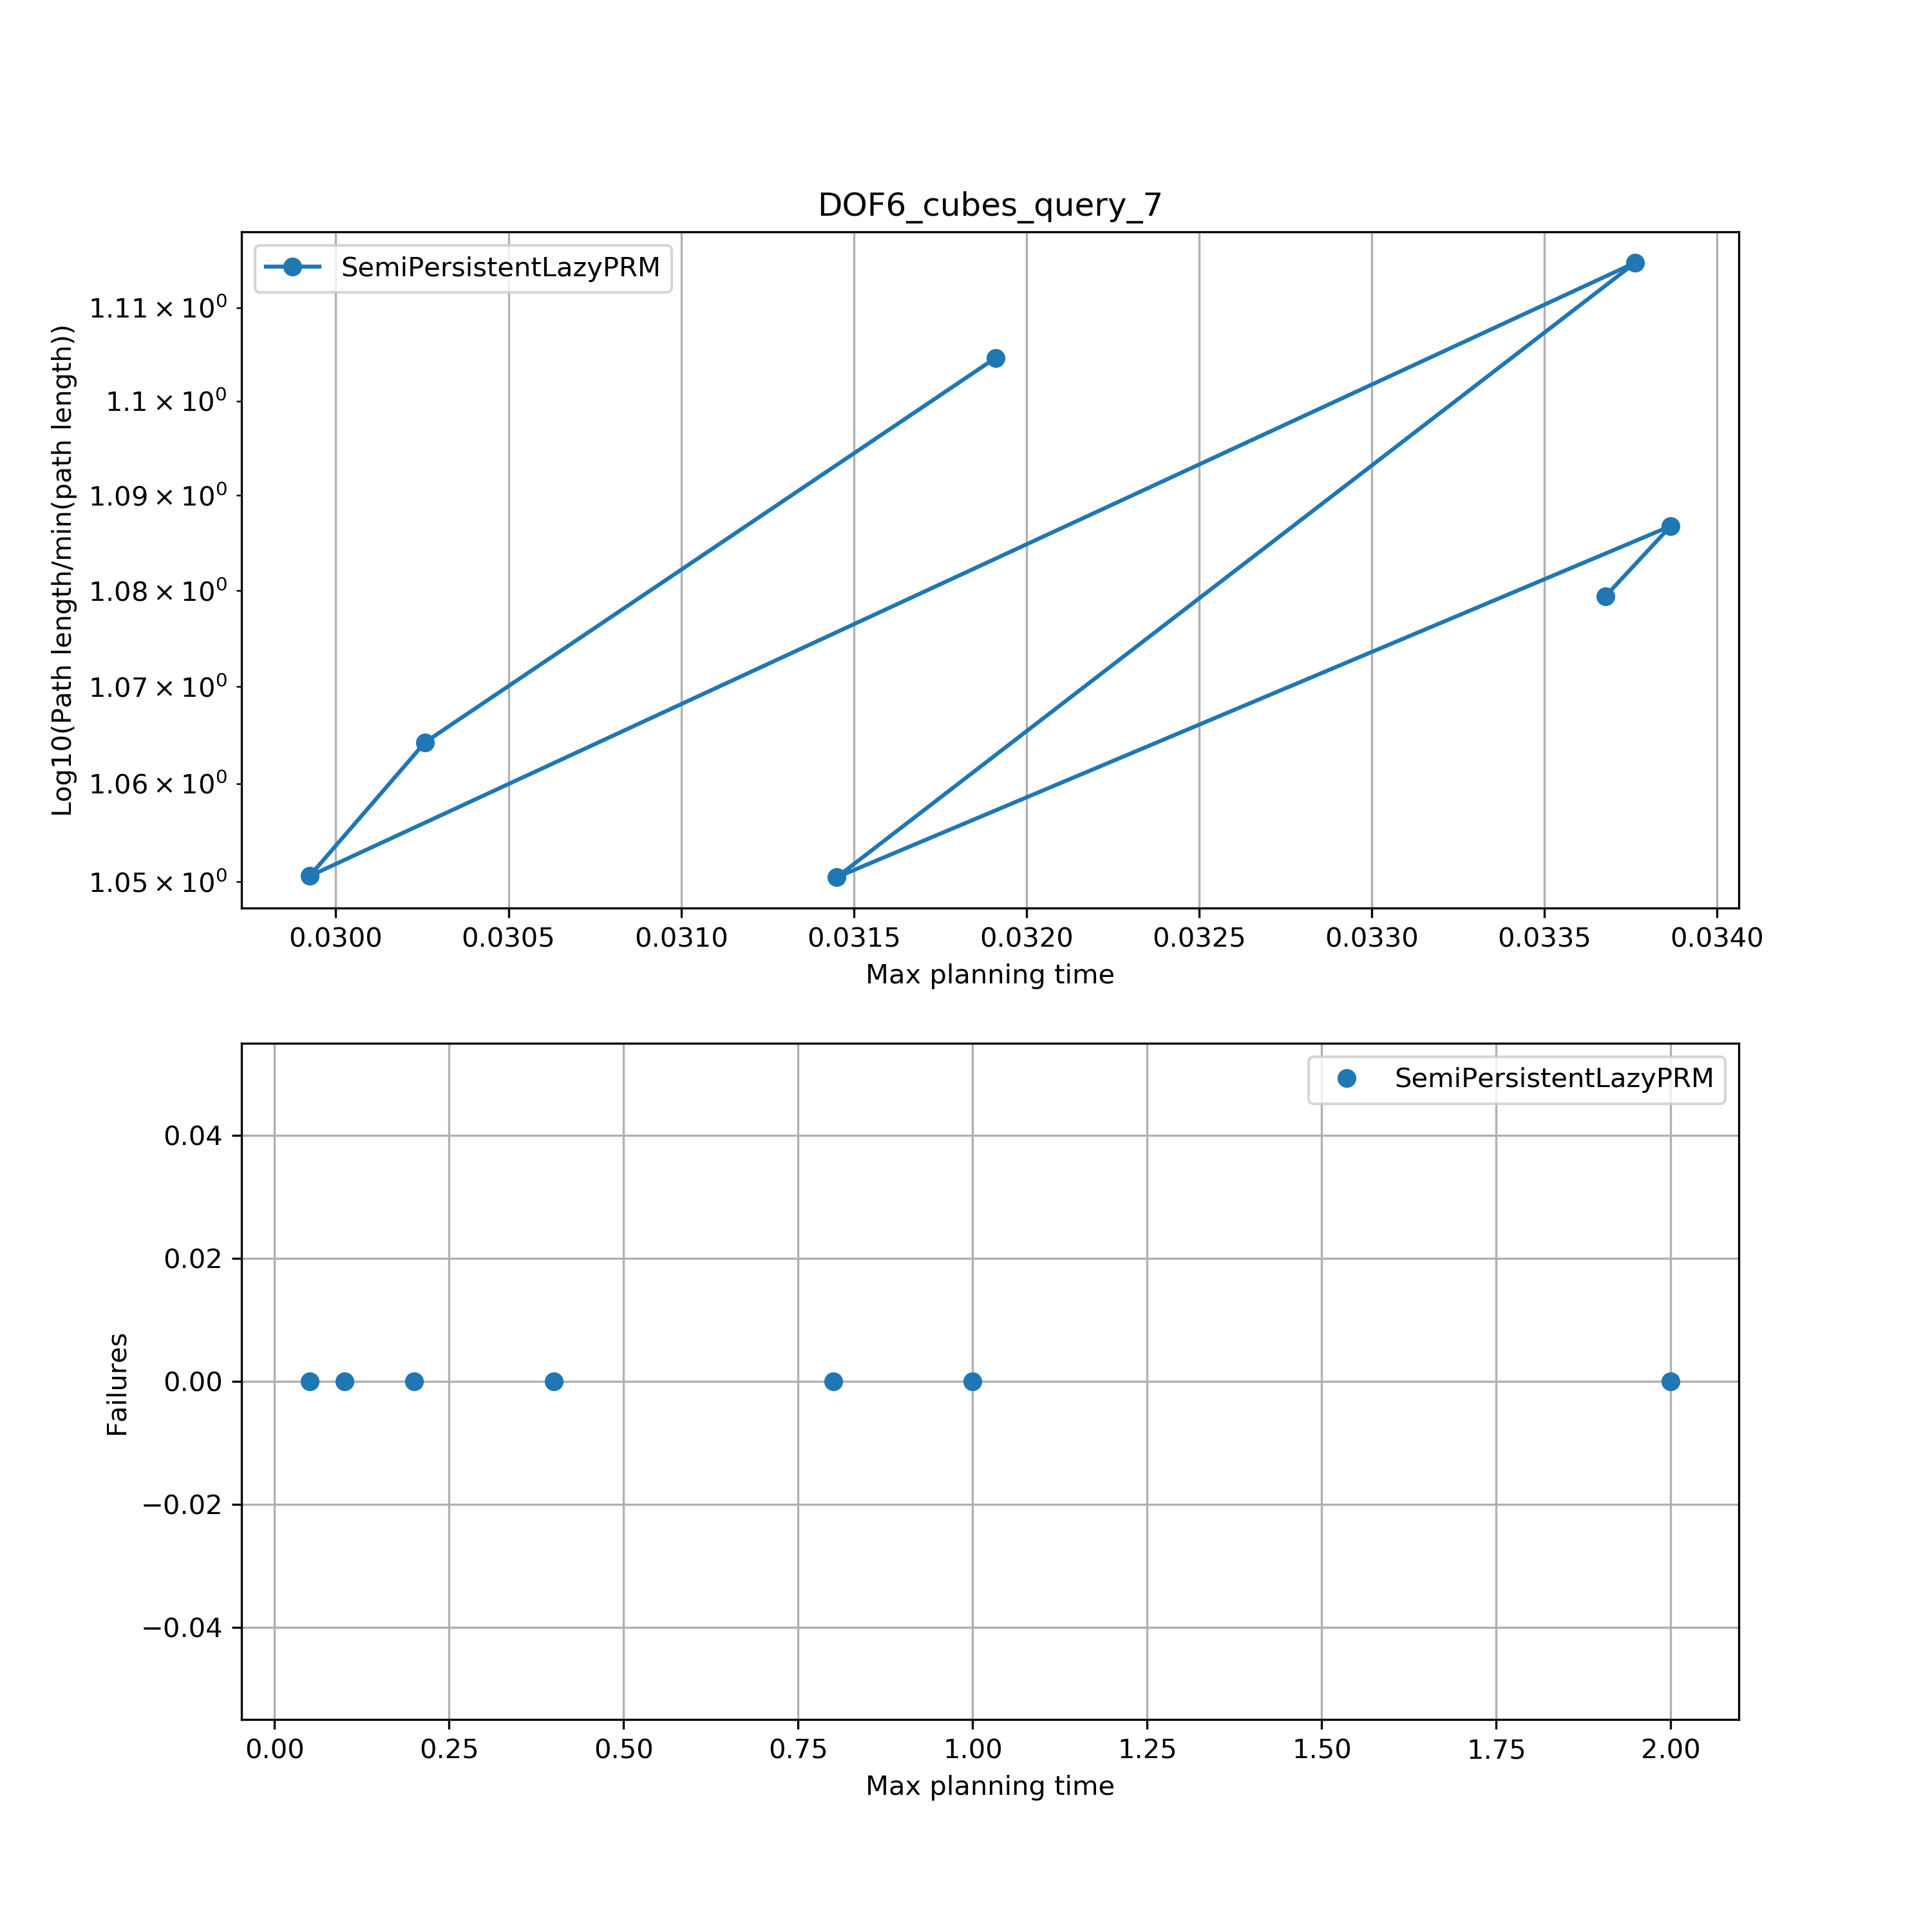 DOF6_cubes_query_7
SemiPersistentLazyPRM
Log10(Path length/min(path length))
1.11 × 10⁰
1.1 × 10⁰
1.09 × 10⁰
1.08 × 10⁰
1.07 × 10⁰
1.06 × 10⁰
1.05 × 10⁰
0.0300 0.0305 0.0310 0.0315 0.0320 0.0325 0.0330 0.0335 0.0340
Max planning time
SemiPersistentLazyPRM
Failures
0.04
0.02
0.00
−0.02
−0.04
0.00 0.25 0.50 0.75 1.00 1.25 1.50 1.75 2.00
Max planning time